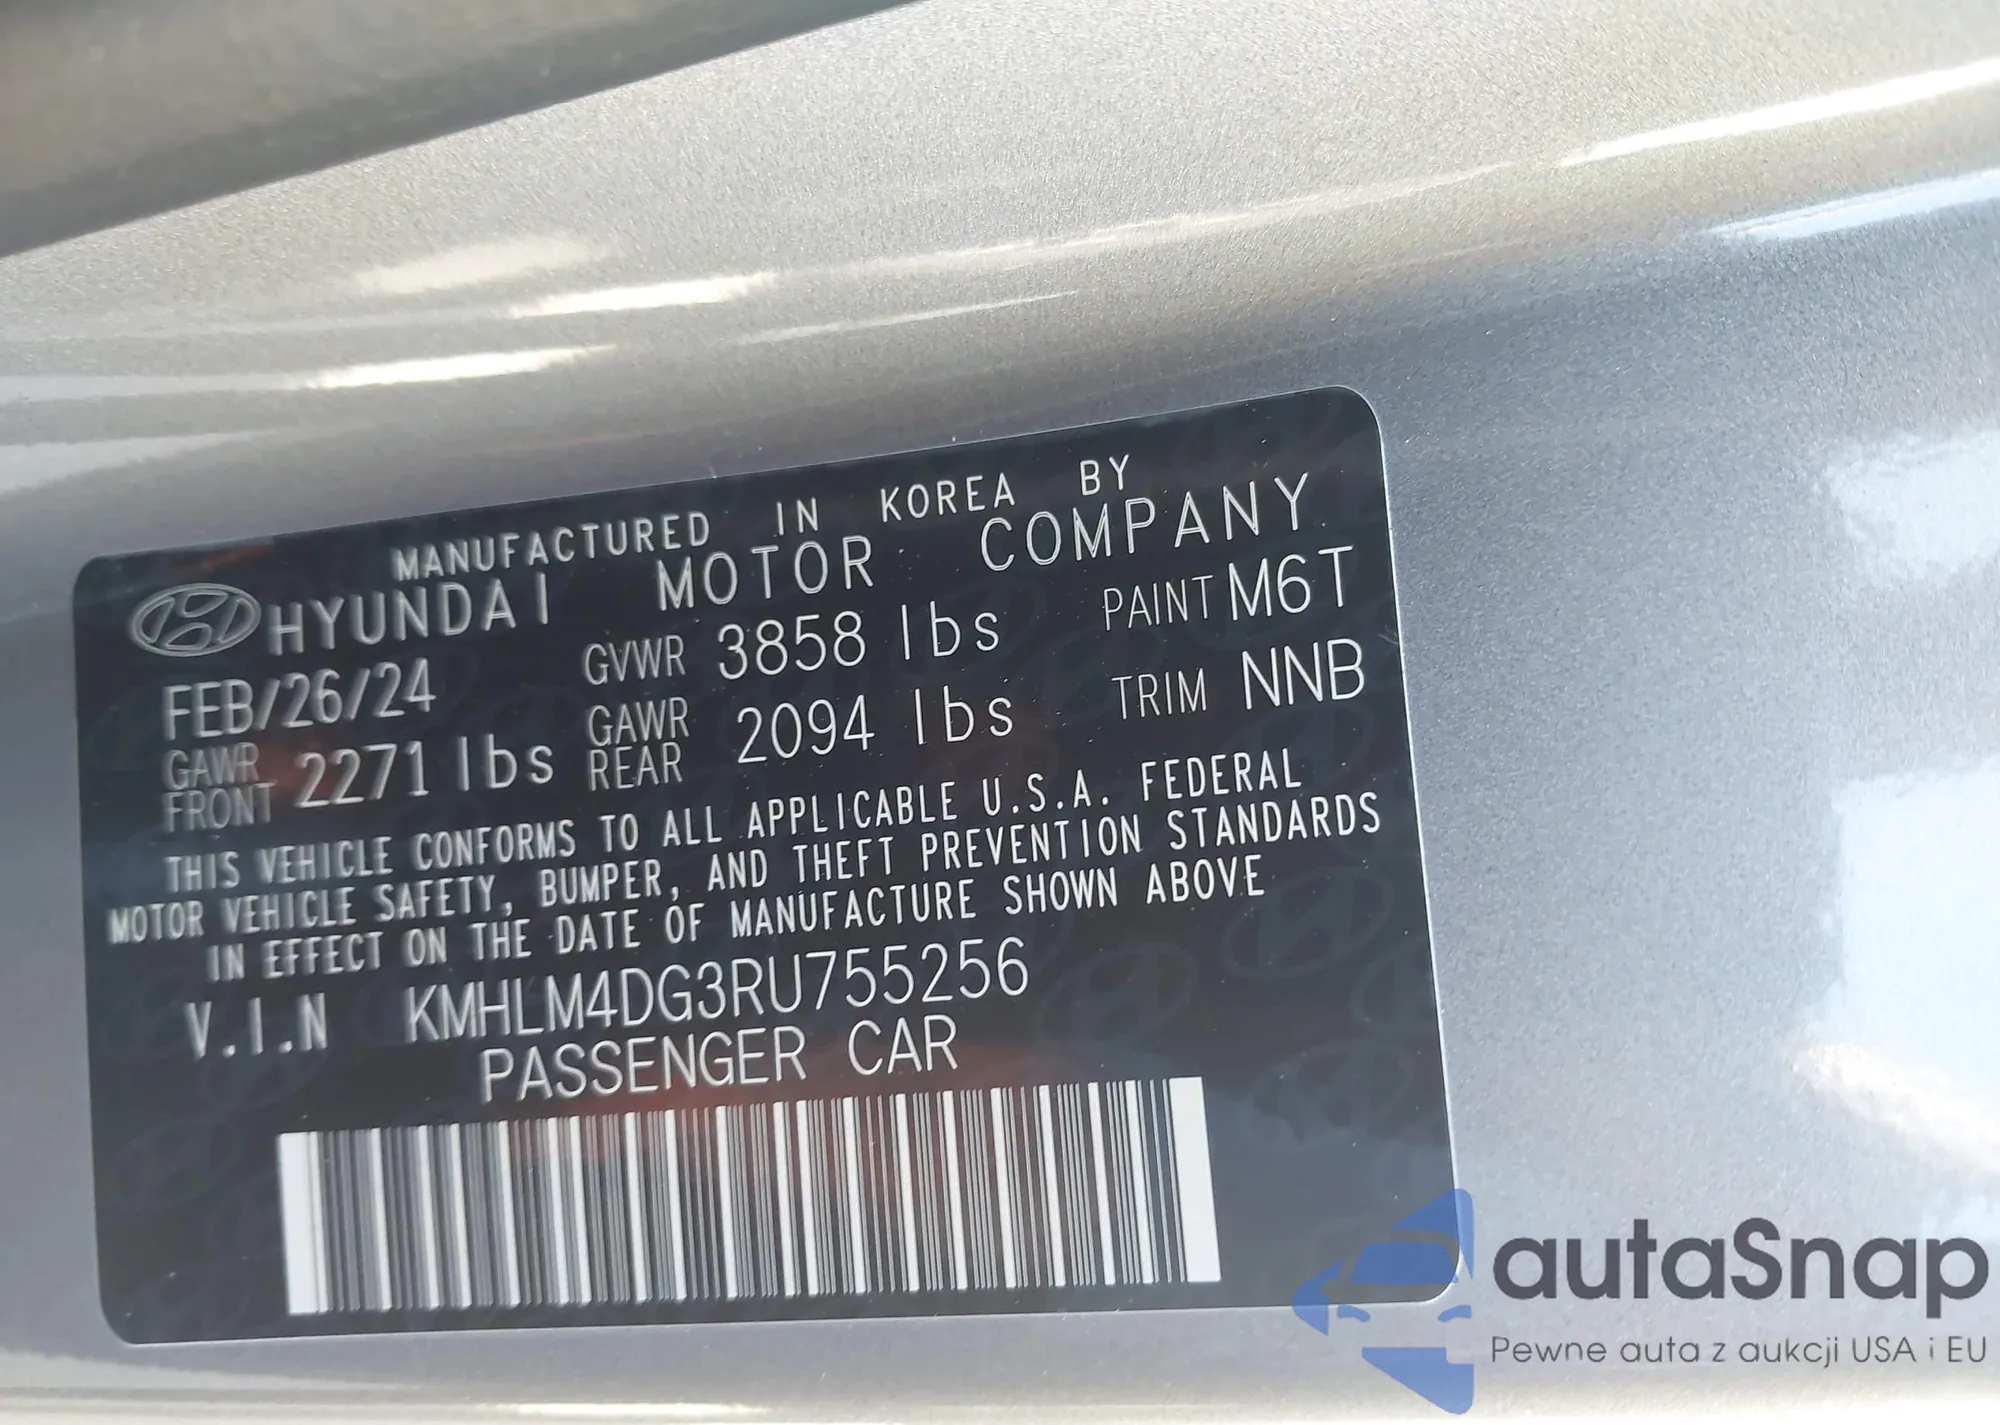 MANUFACTURED IN KOREA BY
HYUNDAI MOTOR COMPANY
FEB/26/24 GVWR 3858 lbs PAINT M6T
GAWR FRONT 2271 lbs GAWR REAR 2094 lbs TRIM NNB
THIS VEHICLE CONFORMS TO ALL APPLICABLE U.S.A. FEDERAL
MOTOR VEHICLE SAFETY, BUMPER, AND THEFT PREVENTION STANDARDS
IN EFFECT ON THE DATE OF MANUFACTURE SHOWN ABOVE
V.I.N KMHLM4DG3RU755256
PASSENGER CAR
autaSnap
Pewne auta z aukcji USA i EU